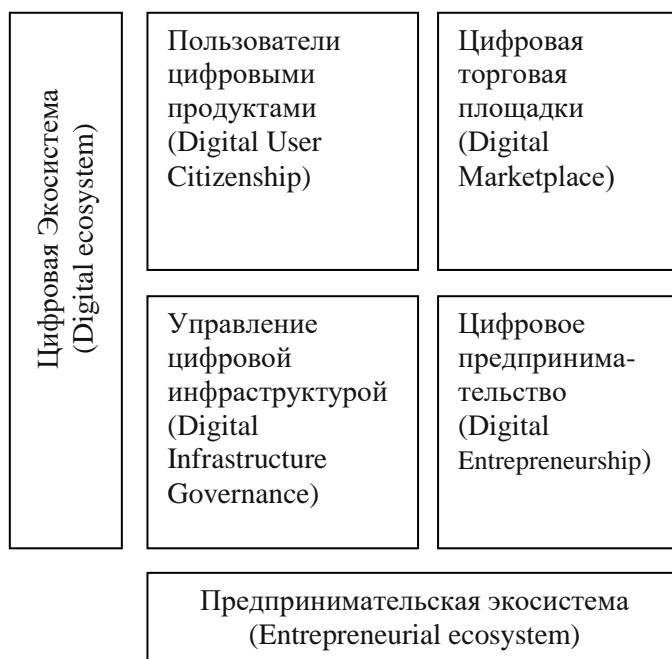 Цифровая Экосистема
(Digital ecosystem)
Пользователи
цифровыми
продуктами
(Digital User
Citizenship)
Цифровая
торговая
площадки
(Digital
Marketplace)
Управление
цифровой
инфраструктурой
(Digital
Infrastructure
Governance)
Цифровое
предпринима-
тельство
(Digital
Entrepreneurship)
Предпринимательская экосистема
(Entrepreneurial ecosystem)